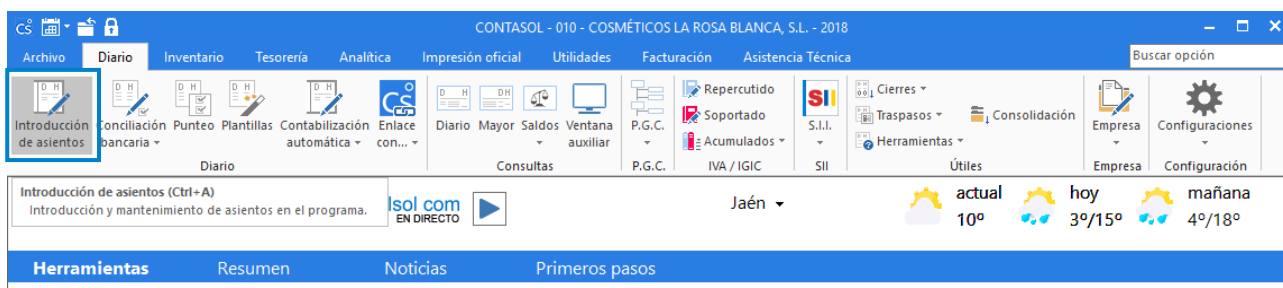 CONTASOL - 010 - COSMÉTICOS LA ROSA BLANCA, S.L. - 2018
Archivo Diario Inventario Tesorería Analítica Impresión oficial Utilidades Facturación Asistencia Técnica Buscar opción
Introducción de asientos
Conciliación bancaria
Punteo
Plantillas
Contabilización automática
Enlace con...
Diario
Diario
Mayor
Saldos
Ventana auxiliar
Consultas
P.G.C.
P.G.C.
Repercutido
Soportado
Acumulados
IVA / IGIC
SII
S.I.I.
SII
Cierres
Traspasos
Herramientas
Consolidación
Útiles
Empresa
Empresa
Configuraciones
Configuración
Introducción de asientos (Ctrl+A)
Introducción y mantenimiento de asientos en el programa.
lsol com
EN DIRECTO
Jaén
actual
10º
hoy
3º/15º
mañana
4º/18º
Herramientas Resumen Noticias Primeros pasos